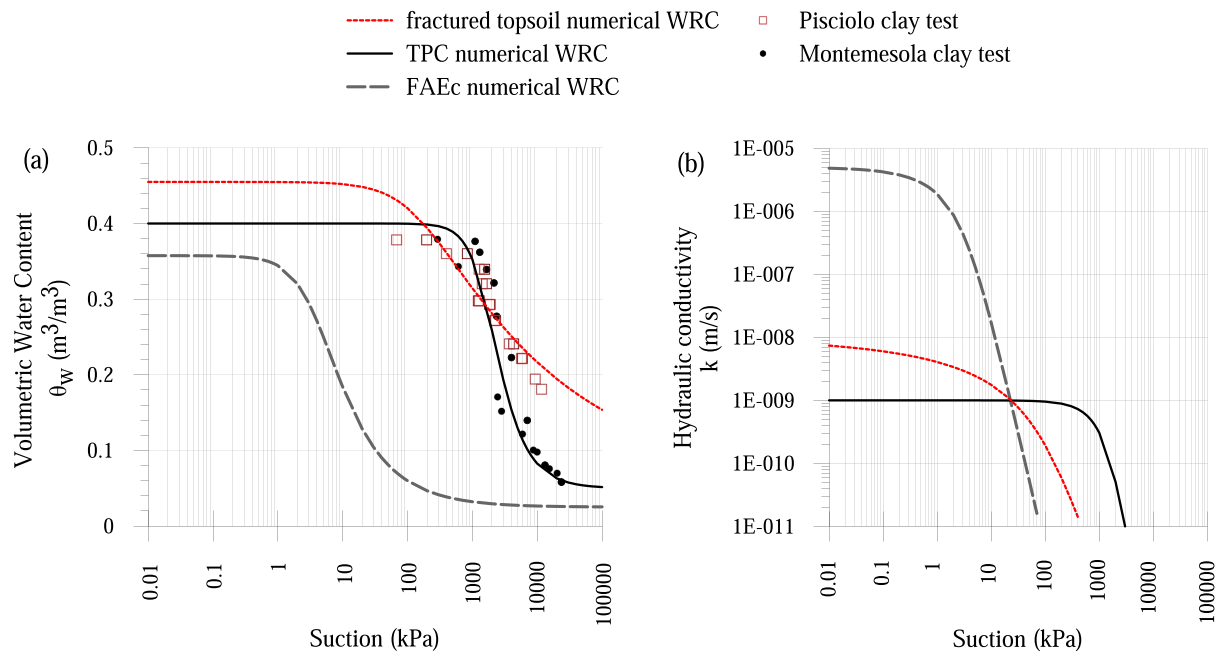 fractured topsoil numerical WRC
TPC numerical WRC
FAEc numerical WRC
Pisciolo clay test
Montemesola clay test
(a)
Volumetric Water Content
θw (m³/m³)
0.5
0.4
0.3
0.2
0.1
0
0.01
0.1
1
10
100
1000
10000
100000
Suction (kPa)
(b)
Hydraulic conductivity
k (m/s)
1E-005
1E-006
1E-007
1E-008
1E-009
1E-010
1E-011
0.01
0.1
1
10
100
1000
10000
100000
Suction (kPa)